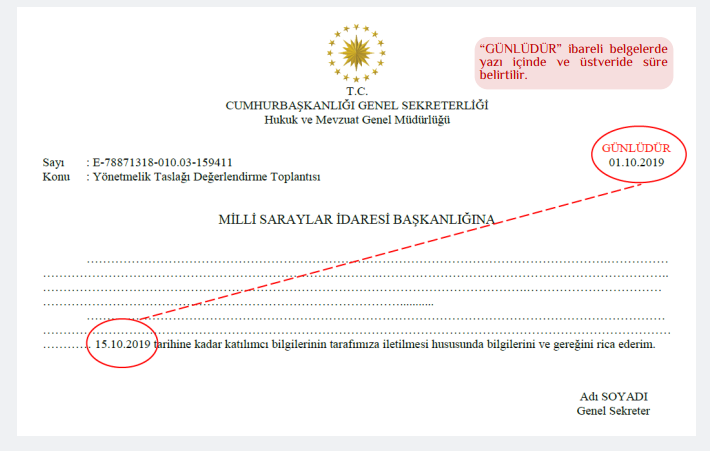 “GÜNLÜDÜR” ibareli belgelerde
yazı içinde ve üstveride süre
belirtilir.
T.C.
CUMHURBAŞKANLIĞI GENEL SEKRETERLİĞİ
Hukuk ve Mevzuat Genel Müdürlüğü
GÜNLÜDÜR
Sayı : E-78871318-010.03-159411 01.10.2019
Konu : Yönetmelik Taslağı Değerlendirme Toplantısı
MİLLİ SARAYLAR İDARESİ BAŞKANLIĞINA
………………………………………………………………………………………………
………………………………………………………………………………………………………
………………………………………………………………………………………………………
……………………………………………………………
………………………………………………………………………………………………
………………………………………………………………………………………………………
………… 15.10.2019 tarihine kadar katılımcı bilgilerinin tarafımıza iletilmesi hususunda bilgilerini ve gereğini rica ederim.
Adı SOYADI
Genel Sekreter